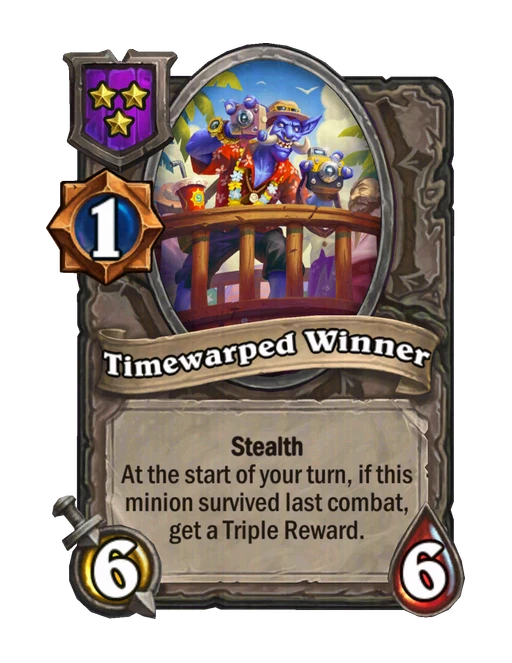 1
Timewarped Winner
Stealth
At the start of your turn, if this
minion survived last combat,
get a Triple Reward.
6
6